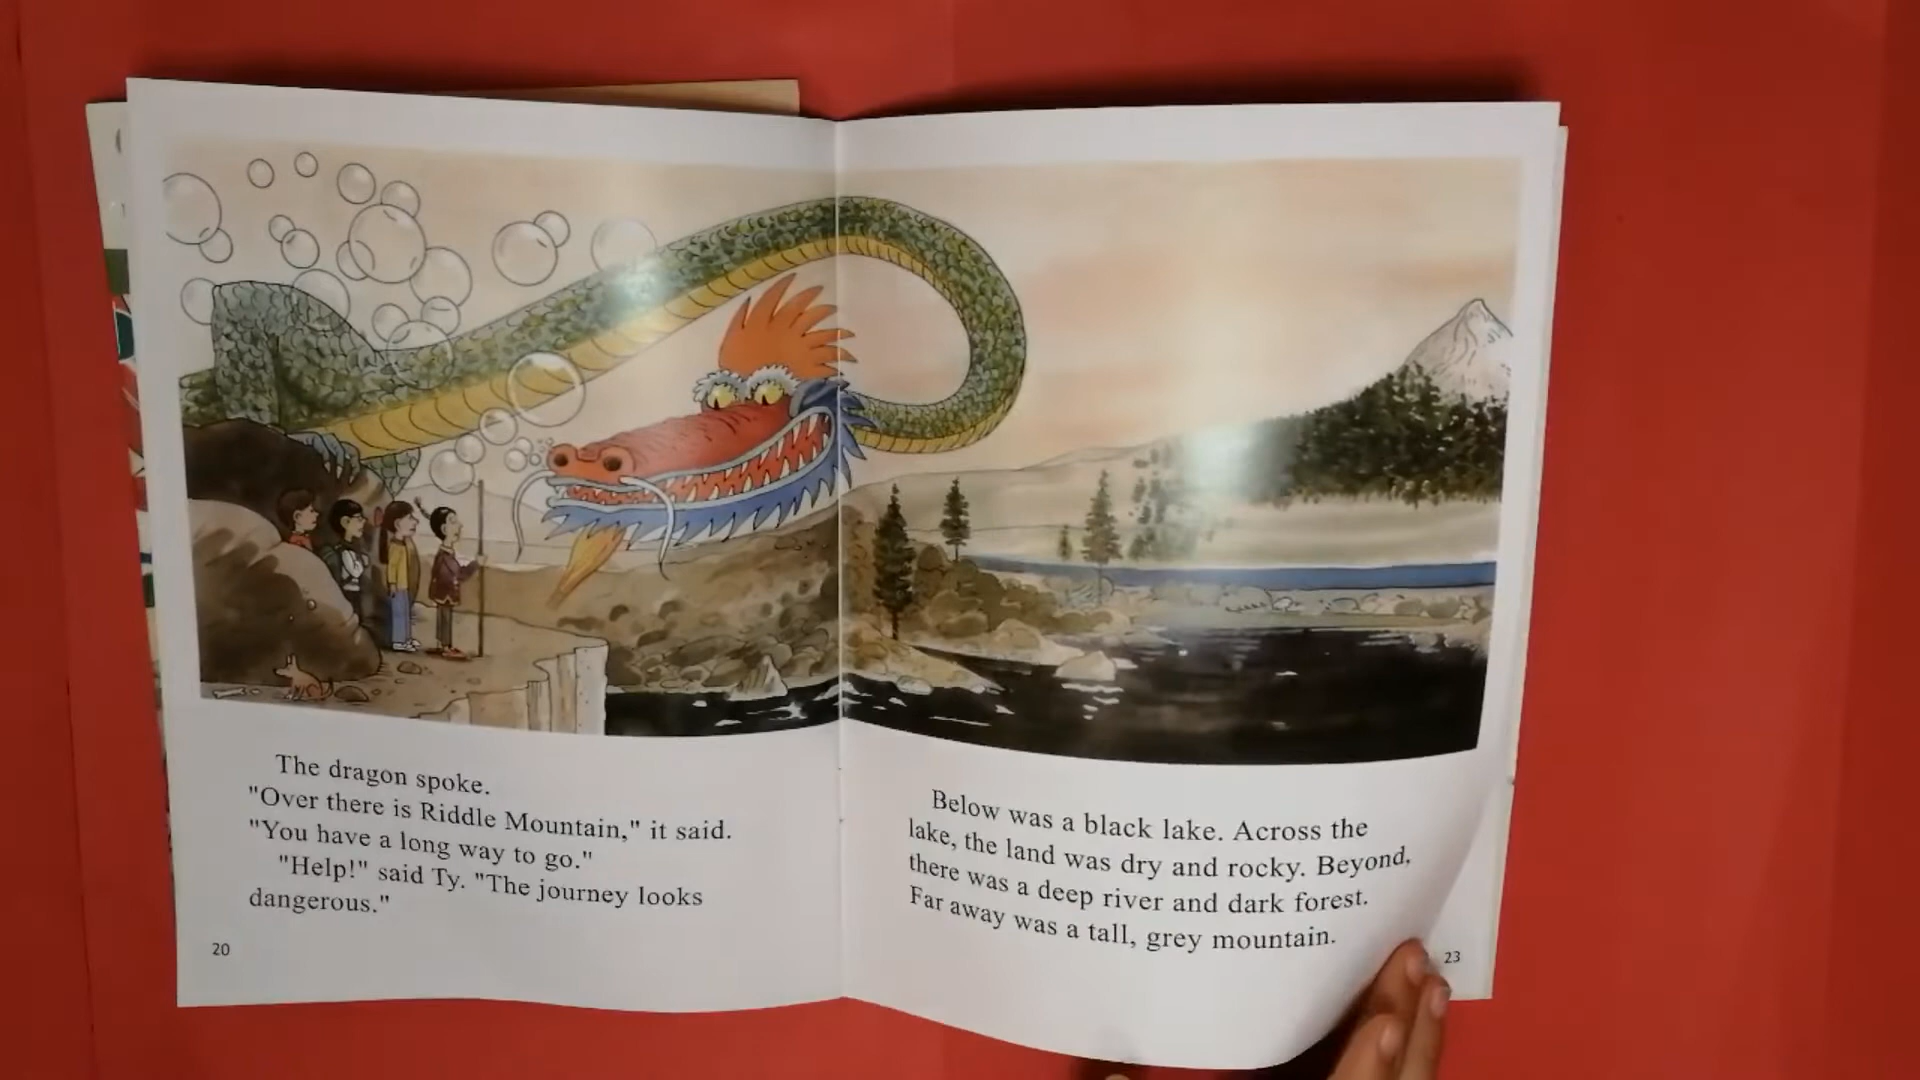 The dragon spoke.
"Over there is Riddle Mountain," it said.
"You have a long way to go."
"Help!" said Ty. "The journey looks
dangerous."
20
Below was a black lake. Across the
lake, the land was dry and rocky. Beyond,
there was a deep river and dark forest.
Far away was a tall, grey mountain.
23